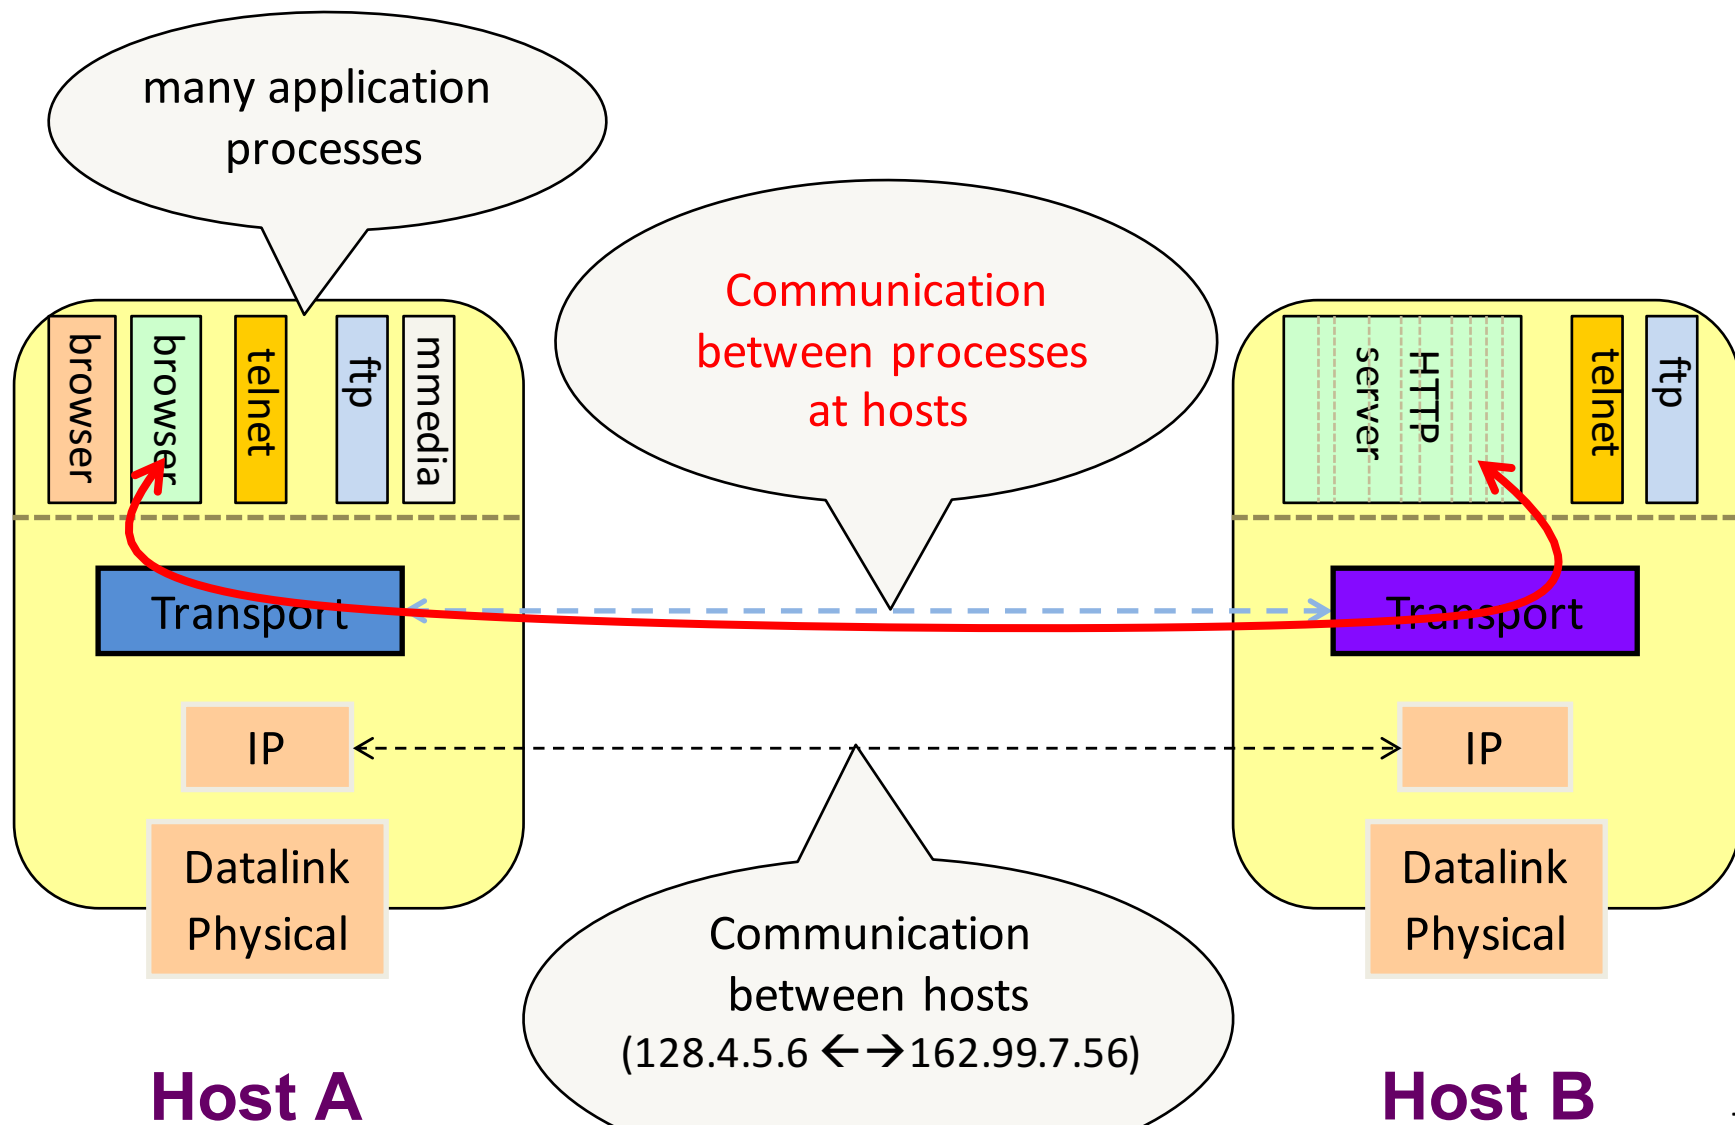 many application
processes
Communication
between processes
at hosts
browser
browser
telnet
ftp
mmedia
HTTP
server
telnet
ftp
Transport
Transport
IP
IP
Datalink
Physical
Datalink
Physical
Communication
between hosts
(128.4.5.6 ←→162.99.7.56)
Host A
Host B